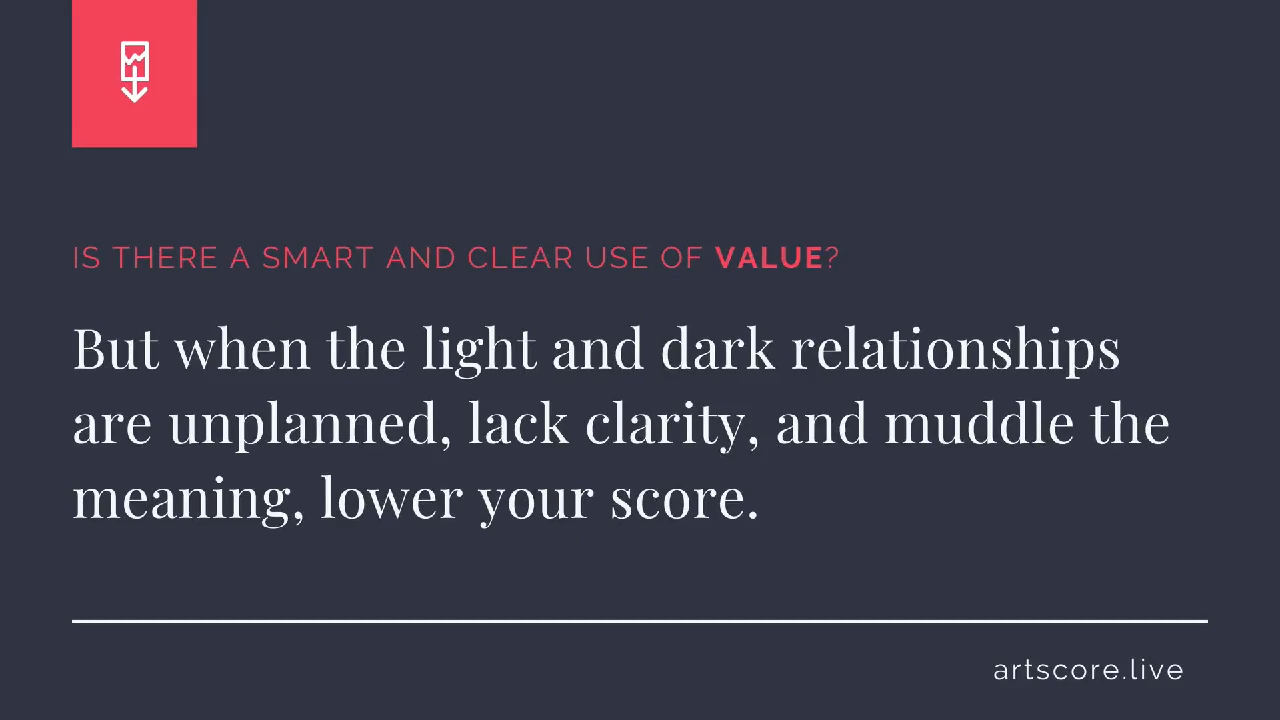 IS THERE A SMART AND CLEAR USE OF VALUE?
But when the light and dark relationships
are unplanned, lack clarity, and muddle the
meaning, lower your score.
artscore.live